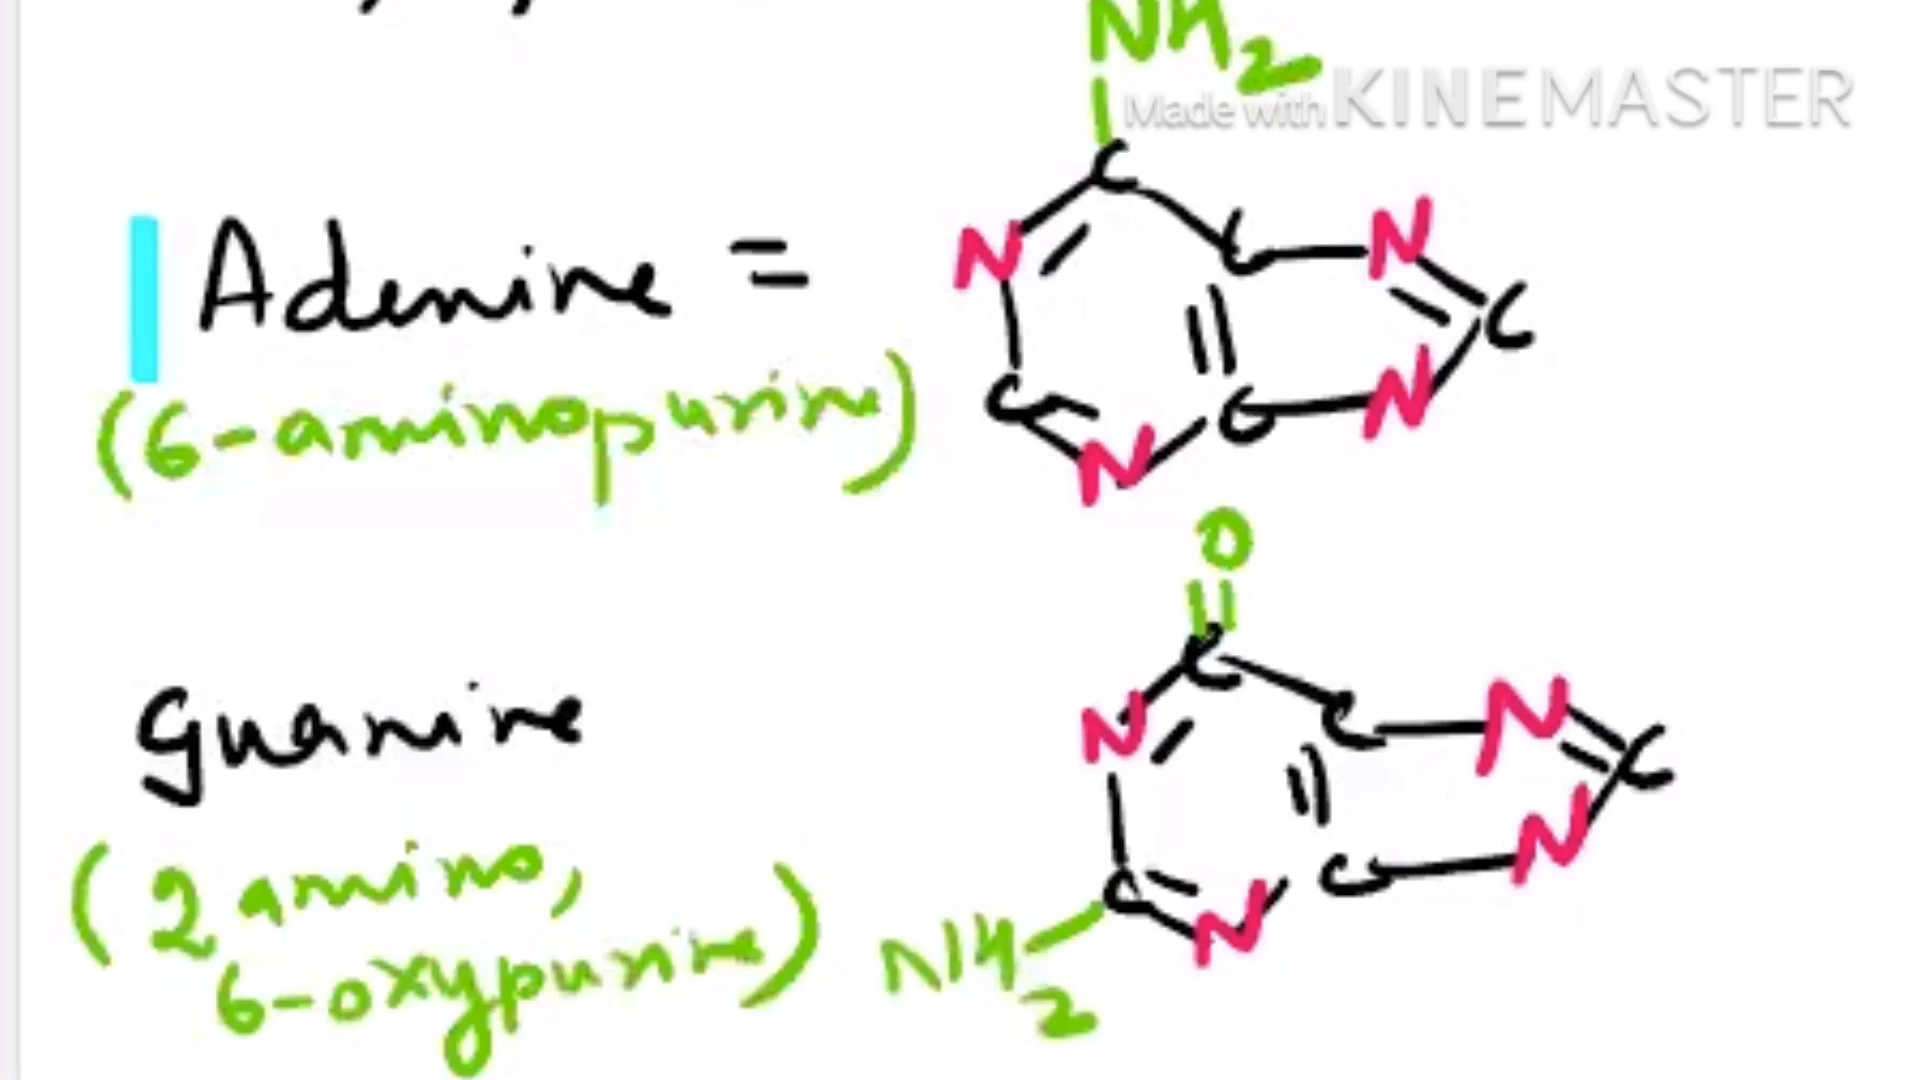 NH2
Made with KINEMASTER
Adenine =
(6-aminopurine)
N
C
C
N
C
N
C
C
N
O
Guanine
(2 amino,
6-oxypurine)
C
N
C
N
C
C
N
C
N
NH2